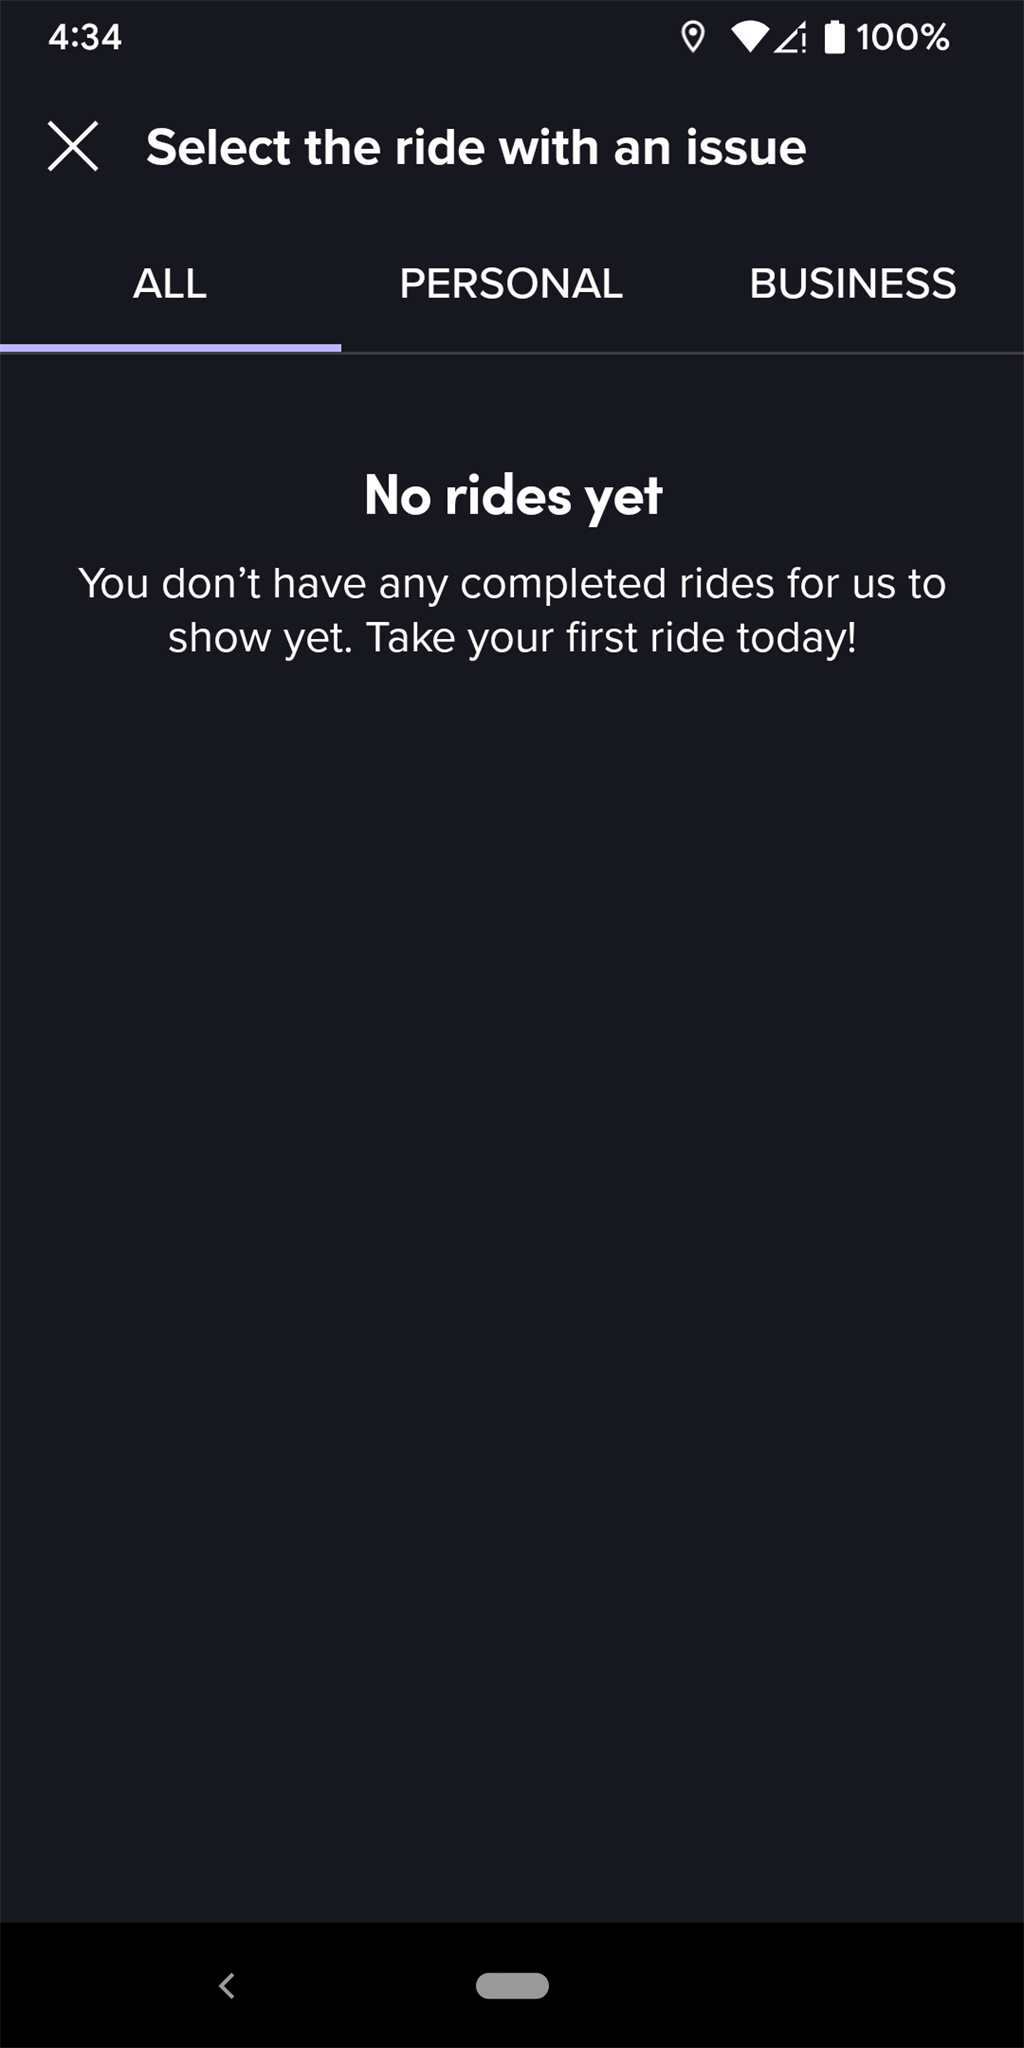 4:34 100%
Select the ride with an issue
ALL PERSONAL BUSINESS
No rides yet
You don’t have any completed rides for us to
show yet. Take your first ride today!